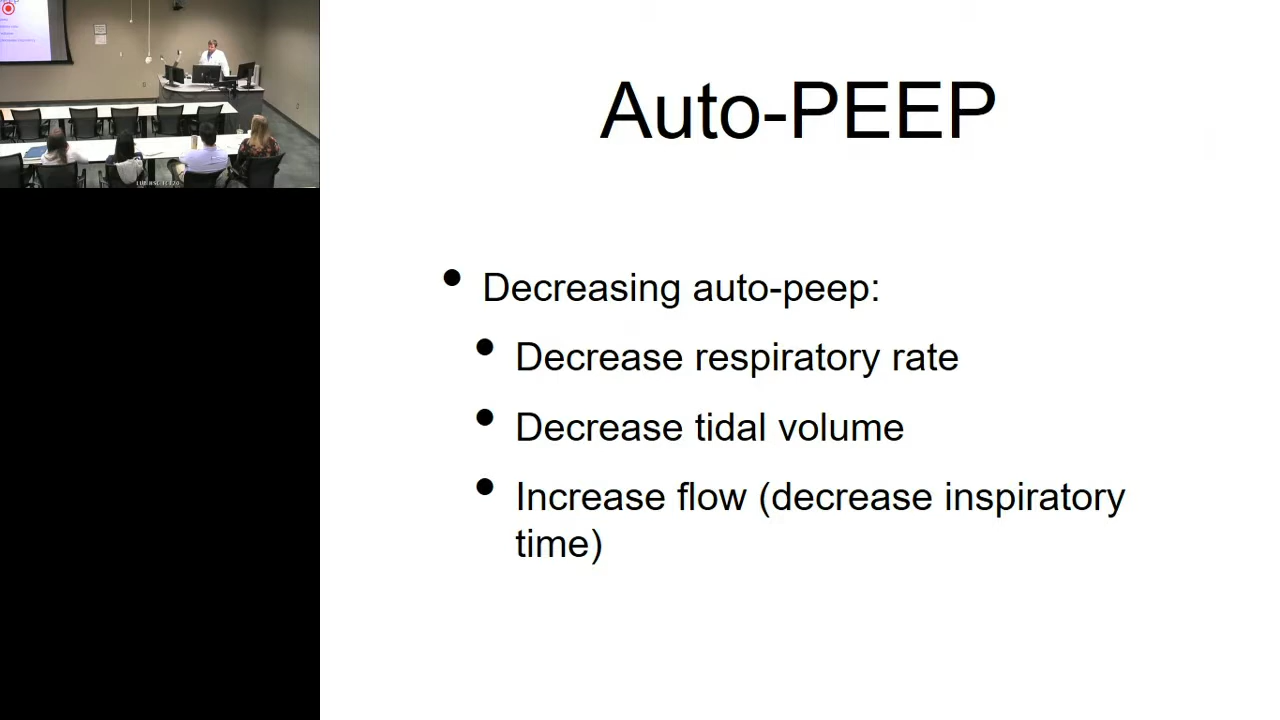 Auto-PEEP
• Decreasing auto-peep:
• Decrease respiratory rate
• Decrease tidal volume
• Increase flow (decrease inspiratory
time)